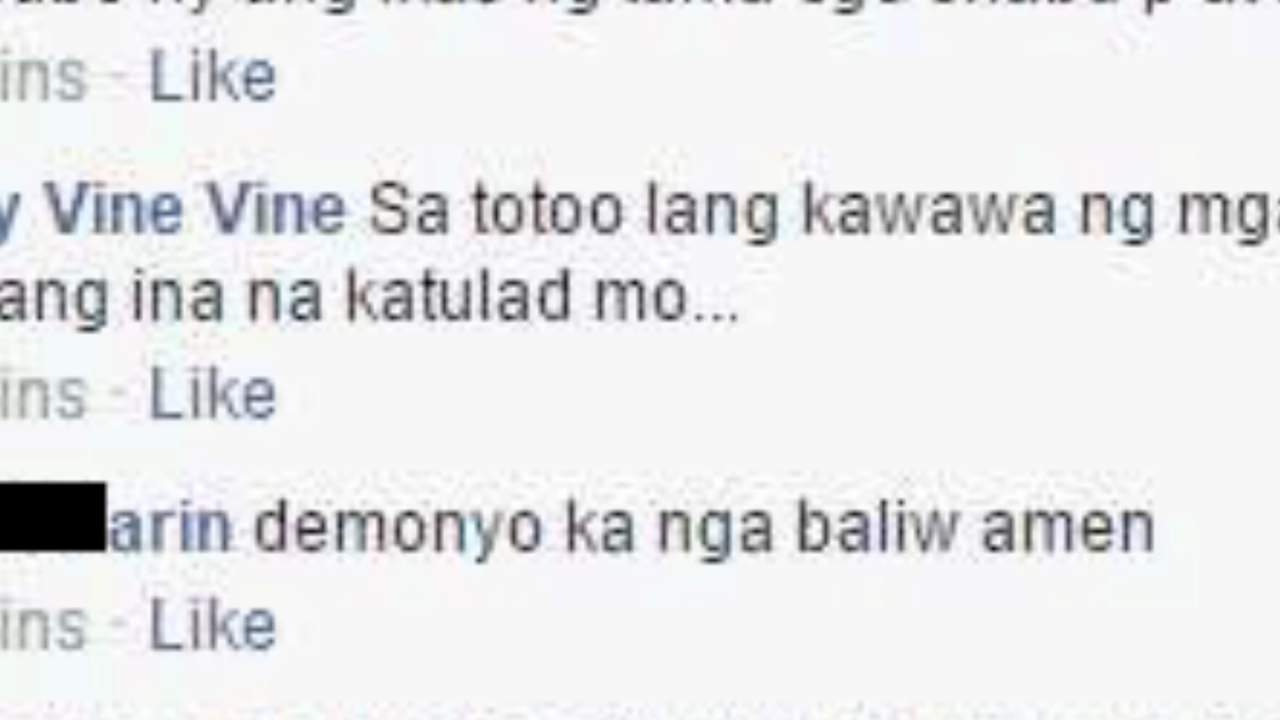 ins · Like
y Vine Vine Sa totoo lang kawawa ng mga
ang ina na katulad mo...
ins · Like
arin demonyo ka nga baliw amen
ins · Like